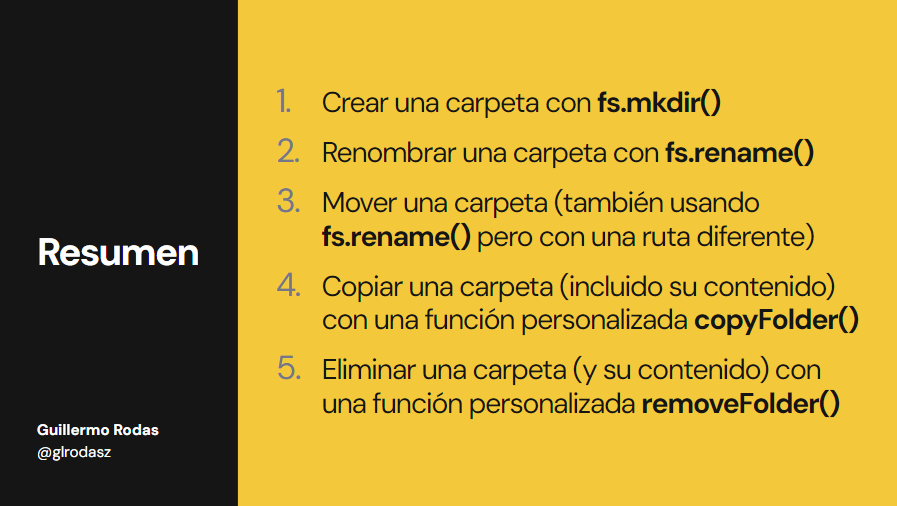 Resumen
Guillermo Rodas
@glrodasz
1. Crear una carpeta con fs.mkdir()
2. Renombrar una carpeta con fs.rename()
3. Mover una carpeta (también usando
fs.rename() pero con una ruta diferente)
4. Copiar una carpeta (incluido su contenido)
con una función personalizada copyFolder()
5. Eliminar una carpeta (y su contenido) con
una función personalizada removeFolder()